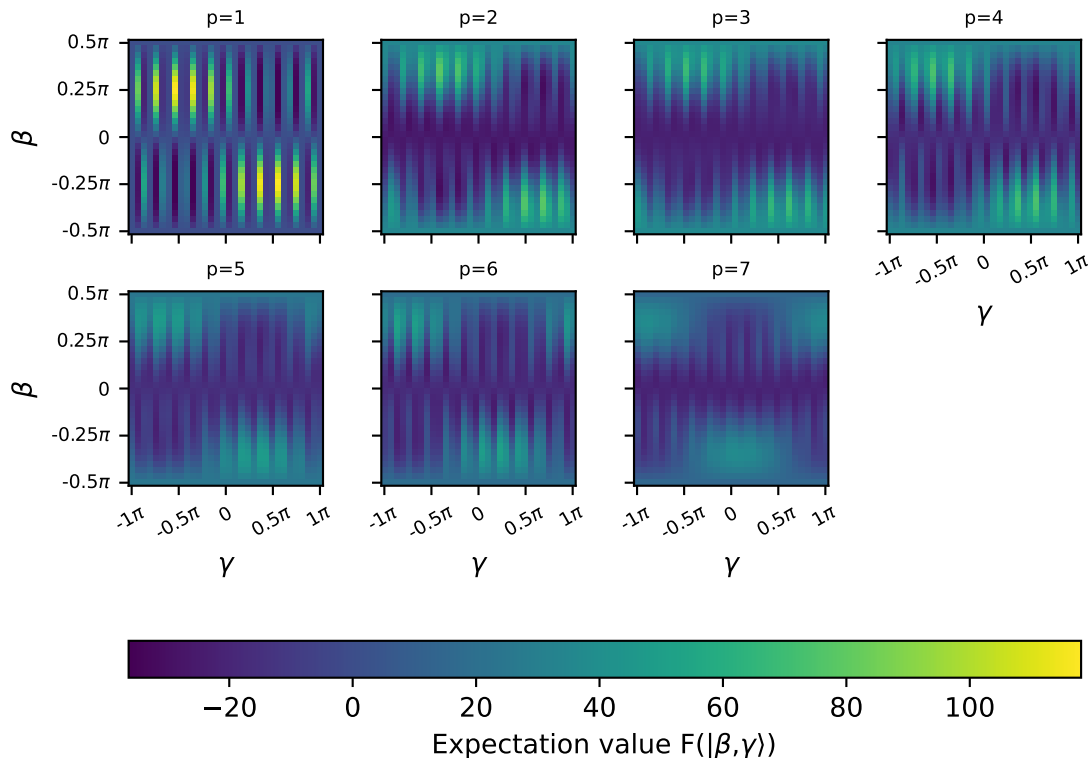 p=1 p=2 p=3 p=4
0.5π
0.25π
0
-0.25π
-0.5π
β
-1π -0.5π 0 0.5π 1π
γ
p=5 p=6 p=7
0.5π
0.25π
0
-0.25π
-0.5π
β
-1π -0.5π 0 0.5π 1π -1π -0.5π 0 0.5π 1π -1π -0.5π 0 0.5π 1π
γ γ γ
−20 0 20 40 60 80 100
Expectation value F(|β,γ⟩)